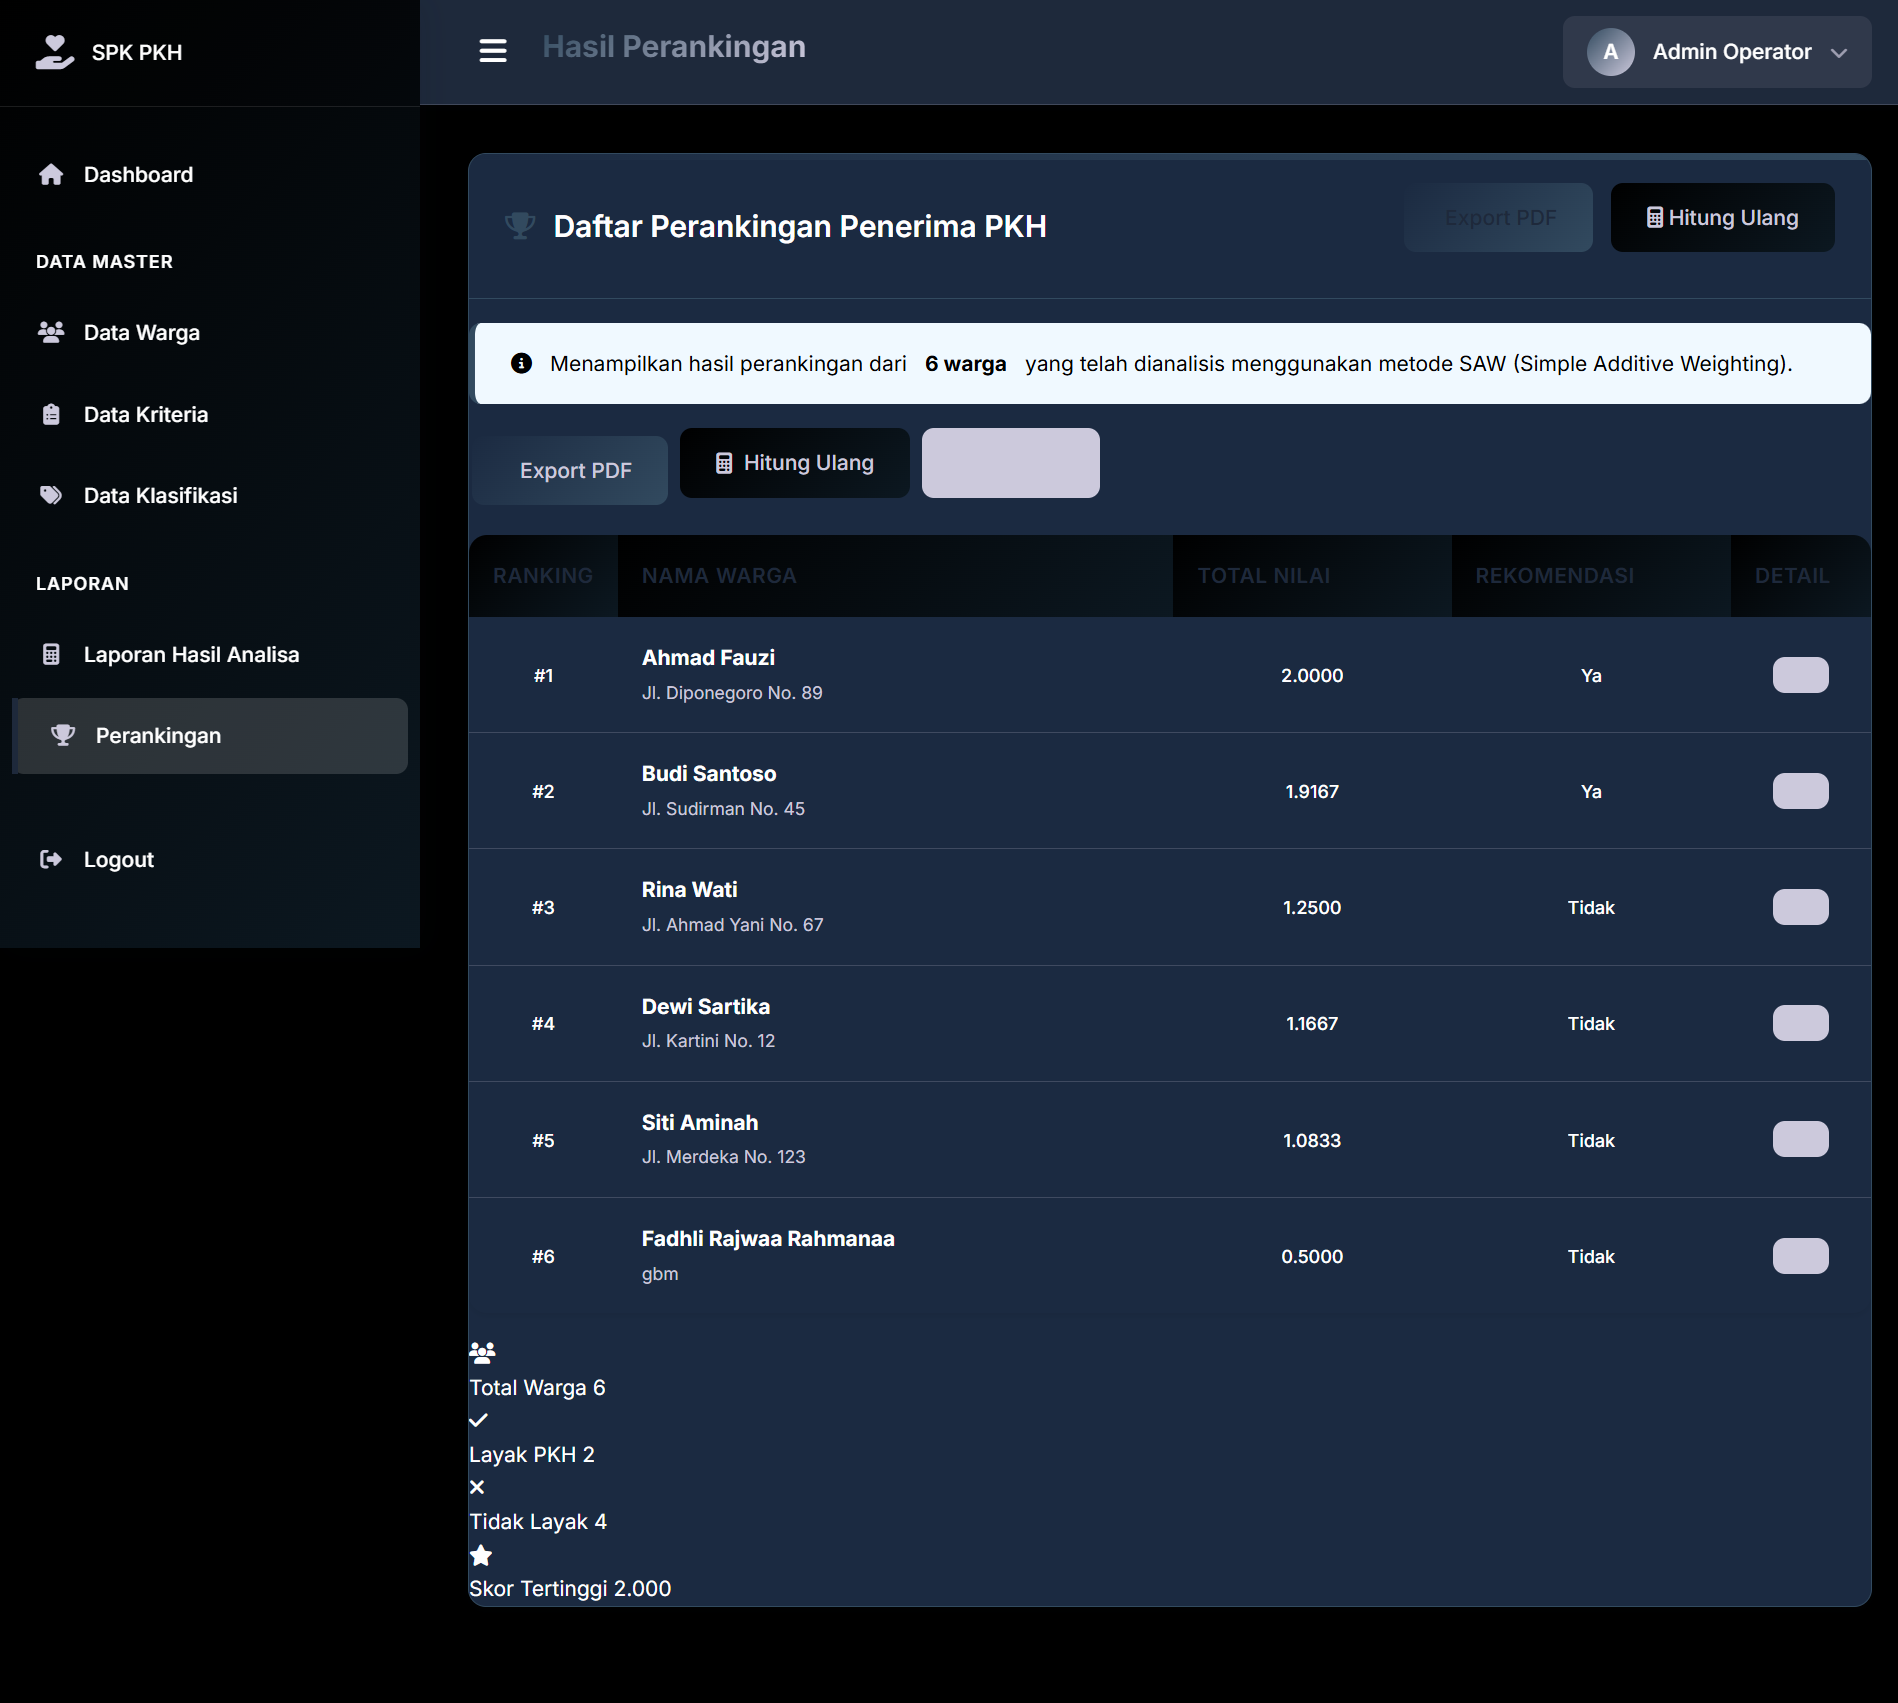 SPK PKH
Hasil Perankingan
A
Admin Operator
Dashboard
DATA MASTER
Data Warga
Data Kriteria
Data Klasifikasi
LAPORAN
Laporan Hasil Analisa
Perankingan
Logout
Daftar Perankingan Penerima PKH
Export PDF
Hitung Ulang
Menampilkan hasil perankingan dari 6 warga yang telah dianalisis menggunakan metode SAW (Simple Additive Weighting).
Export PDF
Hitung Ulang
RANKING NAMA WARGA TOTAL NILAI REKOMENDASI DETAIL
#1 Ahmad Fauzi 2.0000 Ya
Jl. Diponegoro No. 89
#2 Budi Santoso 1.9167 Ya
Jl. Sudirman No. 45
#3 Rina Wati 1.2500 Tidak
Jl. Ahmad Yani No. 67
#4 Dewi Sartika 1.1667 Tidak
Jl. Kartini No. 12
#5 Siti Aminah 1.0833 Tidak
Jl. Merdeka No. 123
#6 Fadhli Rajwaa Rahmanaa 0.5000 Tidak
gbm
Total Warga 6
Layak PKH 2
Tidak Layak 4
Skor Tertinggi 2.000